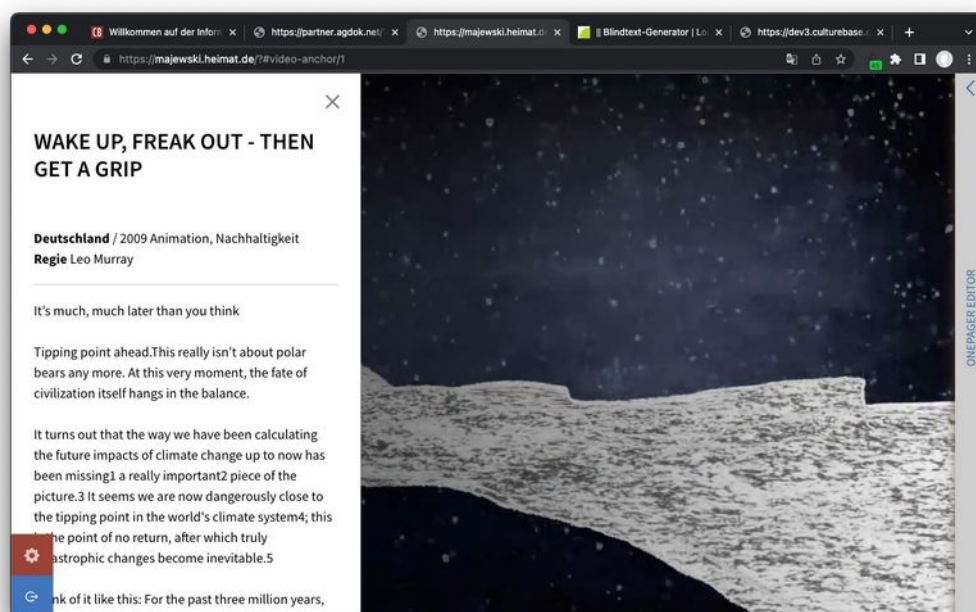 Willkommen auf der Inform
https://partner.agdok.net/
https://majewski.heimat.d
|| Blindtext-Generator | Lo
https://dev3.culturebase.
https://majewski.heimat.de/?#video-anchor/1
WAKE UP, FREAK OUT - THEN
GET A GRIP
Deutschland / 2009 Animation, Nachhaltigkeit
Regie Leo Murray
It's much, much later than you think
Tipping point ahead.This really isn't about polar
bears any more. At this very moment, the fate of
civilization itself hangs in the balance.
It turns out that the way we have been calculating
the future impacts of climate change up to now has
been missing1 a really important2 piece of the
picture.3 It seems we are now dangerously close to
the tipping point in the world's climate system4; this
the point of no return, after which truly
astrophic changes become inevitable.5
nk of it like this: For the past three million years,
ONEPAGER EDITOR